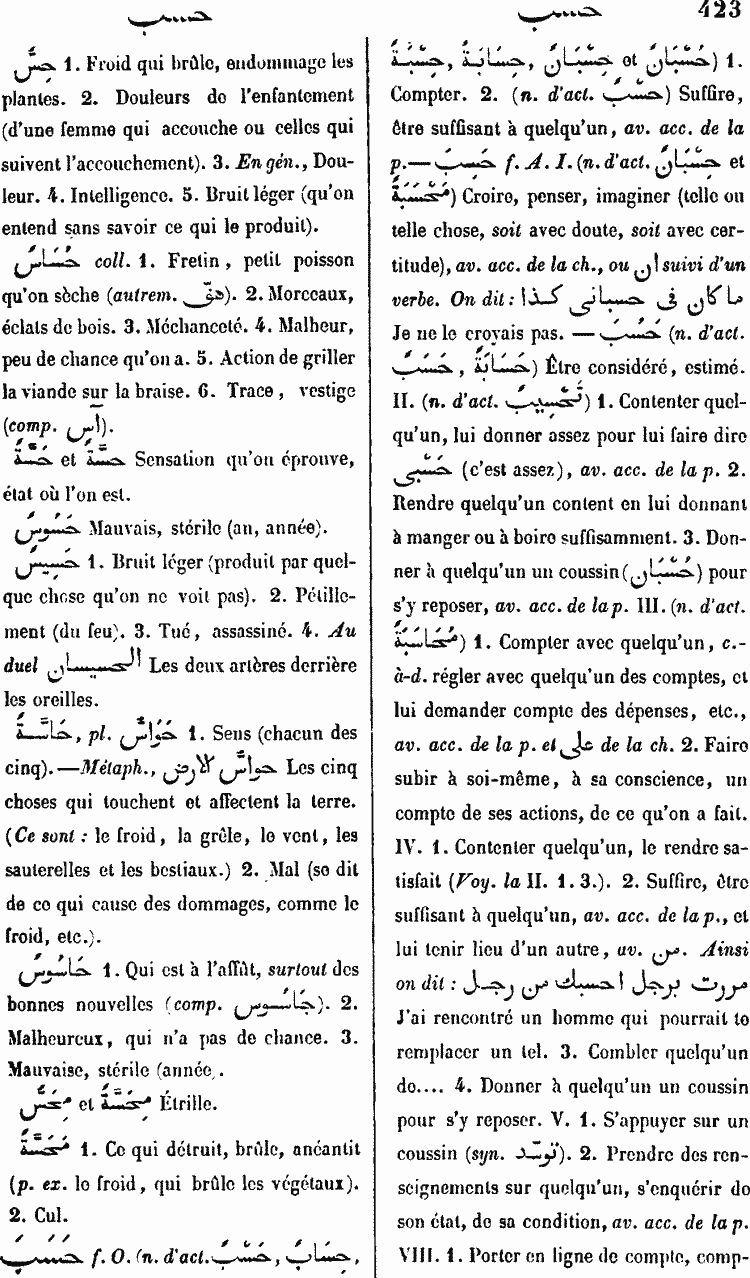 حسب
حسب 423
حِسٌّ 1. Froid qui brûle, endommage les
plantes. 2. Douleurs de l'enfantement
(d'une femme qui accouche ou celles qui
suivent l'accouchement). 3. En gén., Dou-
leur. 4. Intelligence. 5. Bruit léger (qu'on
entend sans savoir ce qui le produit).
حُسَاسٌ coll. 1. Fretin, petit poisson
qu'on sèche (autrem. هفّ). 2. Morceaux,
éclats de bois. 3. Méchanceté. 4. Malheur,
peu de chance qu'on a. 5. Action de griller
la viande sur la braise. 6. Trace, vestige
(comp. آس).
حَسَّةٌ et حِسَّةٌ Sensation qu'on éprouve,
état où l'on est.
حَسُوسٌ Mauvais, stérile (an, année).
حَسِيسٌ 1. Bruit léger (produit par quel-
que chose qu'on ne voit pas). 2. Pétille-
ment (du feu). 3. Tué, assassiné. 4. Au
duel الحسيسان Les deux artères derrière
les oreilles.
حَاسَّةٌ, pl. حَوَاسُّ 1. Sens (chacun des
cinq).—Métaph., حواسّ الارض Les cinq
choses qui touchent et affectent la terre.
(Ce sont : le froid, la grêle, le vent, les
sauterelles et les bestiaux.) 2. Mal (se dit
de ce qui cause des dommages, comme le
froid, etc.).
حَاسُوسٌ 1. Qui est à l'affût, surtout des
bonnes nouvelles (comp. جَاسُوس). 2.
Malheureux, qui n'a pas de chance. 3.
Mauvaise, stérile (année).
مِحَسٌّ et مِحَسَّةٌ Étrille.
مَحَسَّةٌ 1. Ce qui détruit, brûle, anéantit
(p. ex. le froid, qui brûle les végétaux).
2. Cul.
حَسَبَ f. O. (n. d'act. حَسْبٌ, حِسَابٌ,
حِسْبَةٌ, حِسَابَةٌ, حِسْبَانٌ et حُسْبَانٌ) 1.
Compter. 2. (n. d'act. حَسْبٌ) Suffire,
être suffisant à quelqu'un, av. acc. de la
p.— حَسِبَ f. A. I. (n. d'act. حِسْبَانٌ et
مَحْسَبَةٌ) Croire, penser, imaginer (telle ou
telle chose, soit avec doute, soit avec cer-
titude), av. acc. de la ch., ou ان suivi d'un
verbe. On dit : ما كان فى حسبانى كذا
Je ne le croyais pas. — حَسُبَ (n. d'act.
حَسَبٌ, حَسَابَةٌ) Être considéré, estimé.
II. (n. d'act. تَحْسِيبٌ) 1. Contenter quel-
qu'un, lui donner assez pour lui faire dire
حَسْبِى (c'est assez), av. acc. de la p. 2.
Rendre quelqu'un content en lui donnant
à manger ou à boire suffisamment. 3. Don-
ner à quelqu'un un coussin (حُسْبَان) pour
s'y reposer, av. acc. de la p. III. (n. d'act.
مُحَاسَبَةٌ) 1. Compter avec quelqu'un, c.-
à-d. régler avec quelqu'un des comptes, et
lui demander compte des dépenses, etc.,
av. acc. de la p. et على de la ch. 2. Faire
subir à soi-même, à sa conscience, un
compte de ses actions, de ce qu'on a fait.
IV. 1. Contenter quelqu'un, le rendre sa-
tisfait (Voy. la II. 1. 3.). 2. Suffire, être
suffisant à quelqu'un, av. acc. de la p., et
lui tenir lieu d'un autre, av. من. Ainsi
on dit : مررت برجل احسبك من رجل
J'ai rencontré un homme qui pourrait te
remplacer un tel. 3. Combler quelqu'un
de.... 4. Donner à quelqu'un un coussin
pour s'y reposer. V. 1. S'appuyer sur un
coussin (syn. توسّد). 2. Prendre des ren-
seignements sur quelqu'un, s'enquérir de
son état, de sa condition, av. acc. de la p.
VIII. 1. Porter en ligne de compte, comp-